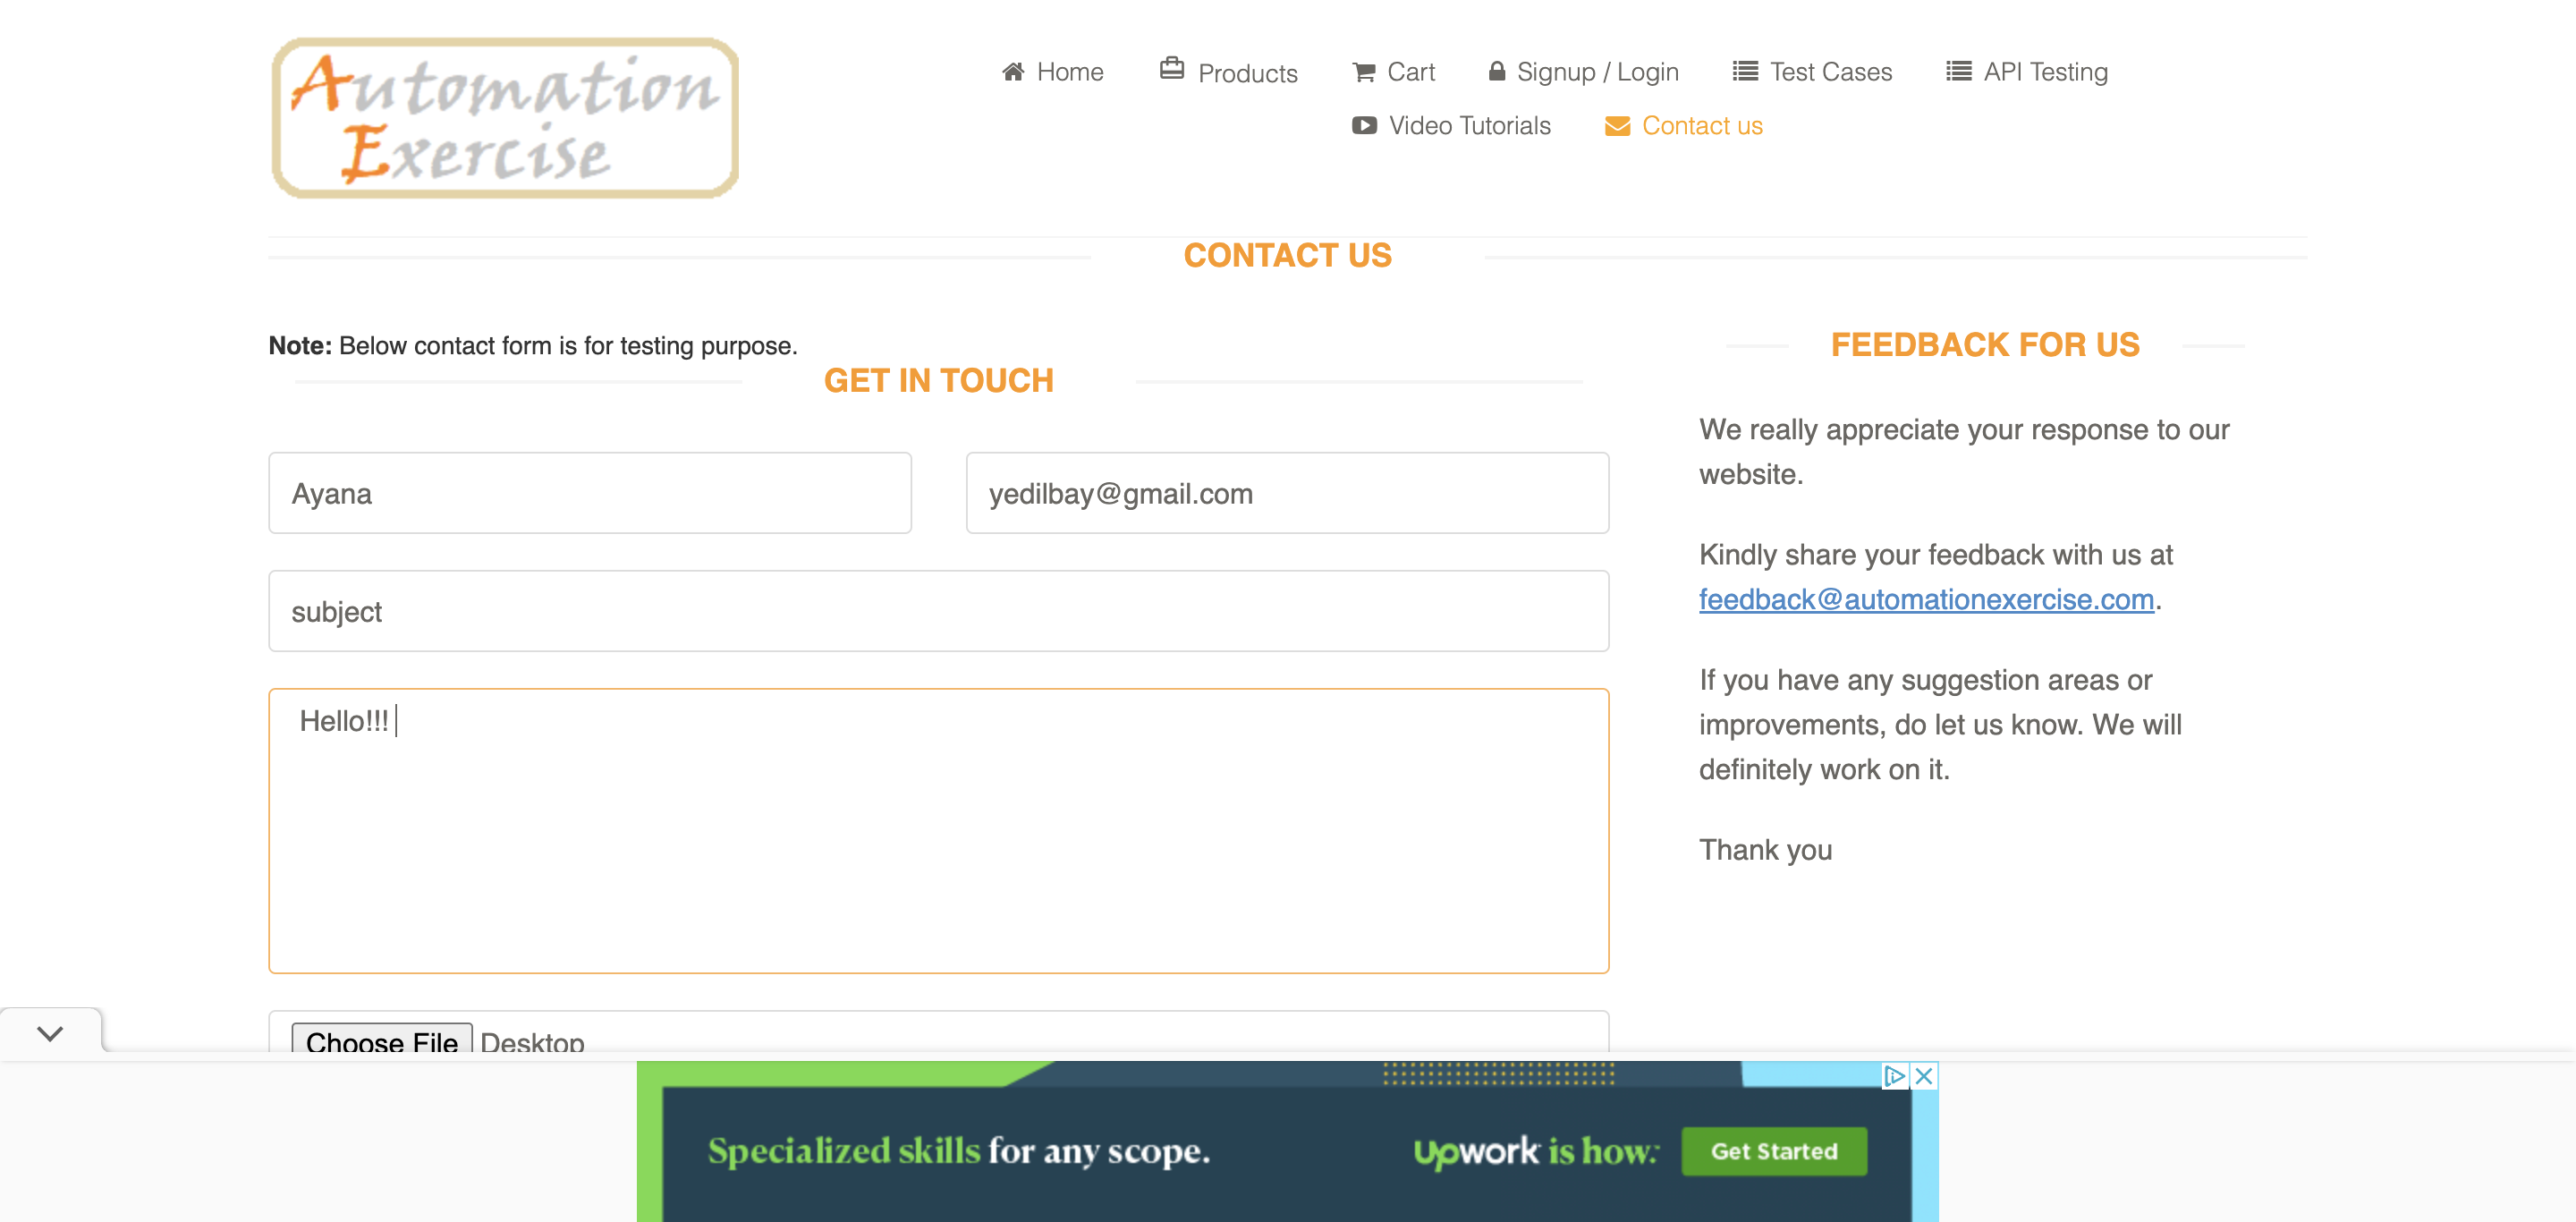 Automation
Exercise
Home
Products
Cart
Signup / Login
Test Cases
API Testing
Video Tutorials
Contact us
CONTACT US
Note: Below contact form is for testing purpose.
GET IN TOUCH
Ayana
yedilbay@gmail.com
subject
Hello!!!
Choose File Desktop
FEEDBACK FOR US
We really appreciate your response to our
website.
Kindly share your feedback with us at
feedback@automationexercise.com.
If you have any suggestion areas or
improvements, do let us know. We will
definitely work on it.
Thank you
Specialized skills for any scope.
Upwork is how.
Get Started